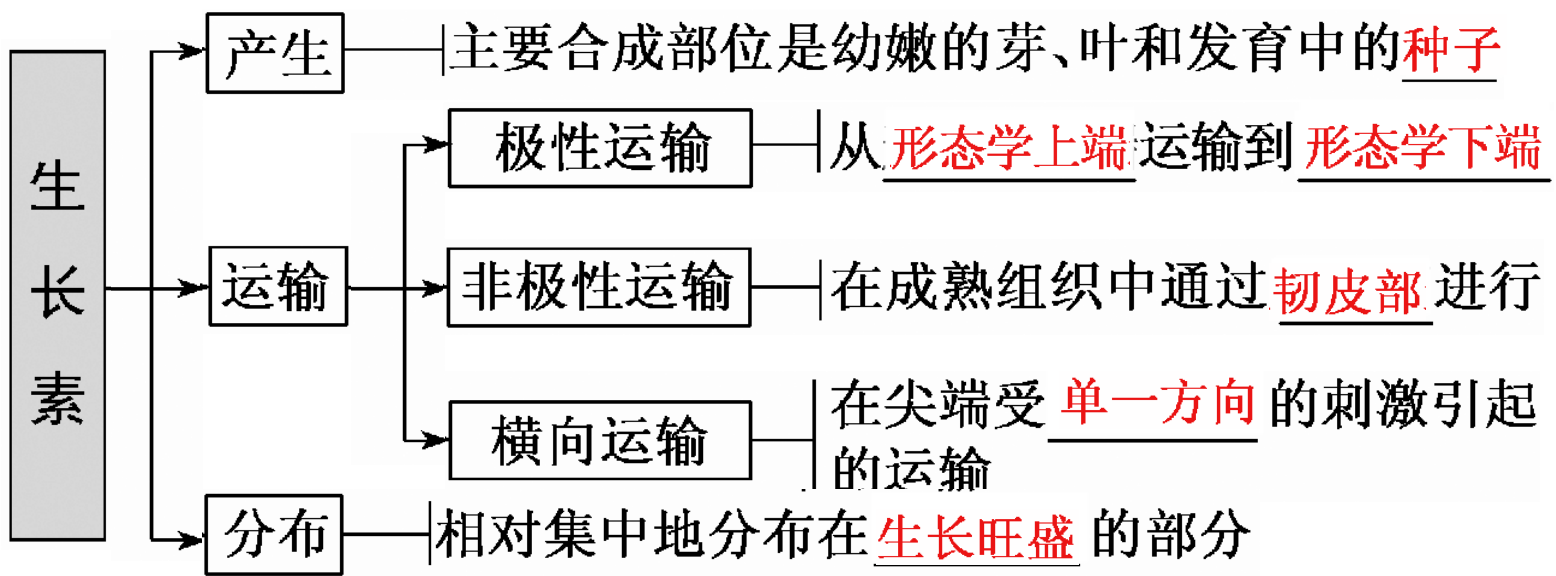 生长素
产生 主要合成部位是幼嫩的芽、叶和发育中的种子
运输
极性运输 从形态学上端运输到形态学下端
非极性运输 在成熟组织中通过韧皮部进行
横向运输 在尖端受单一方向的刺激引起
的运输
分布 相对集中地分布在生长旺盛的部分